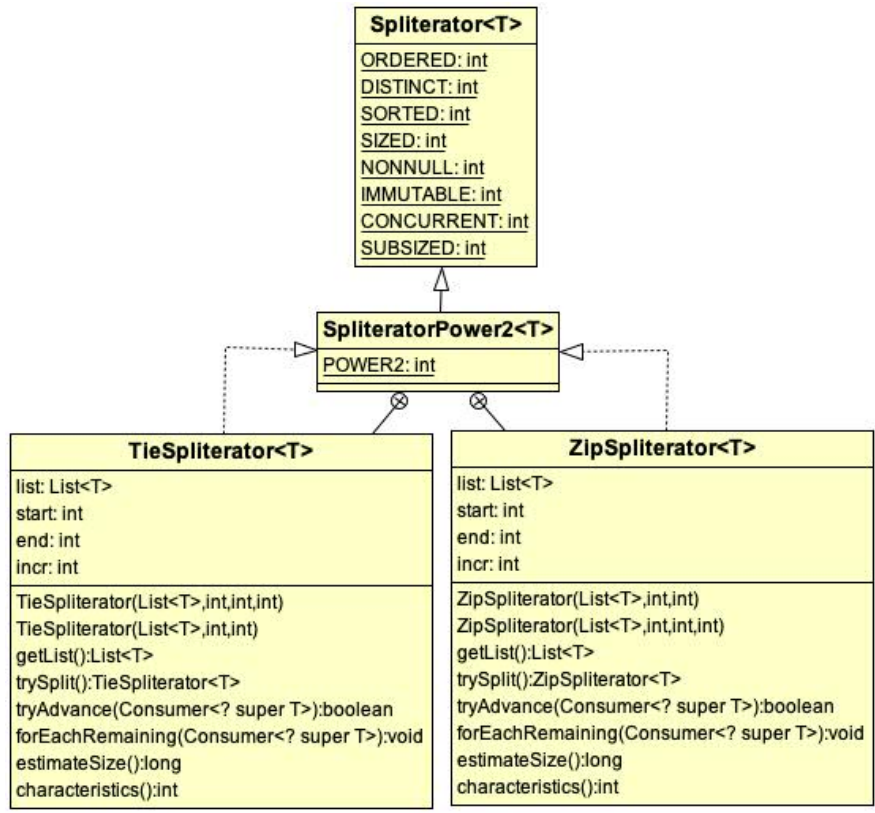 Spliterator<T>
ORDERED: int
DISTINCT: int
SORTED: int
SIZED: int
NONNULL: int
IMMUTABLE: int
CONCURRENT: int
SUBSIZED: int
SpliteratorPower2<T>
POWER2: int
TieSpliterator<T>
list: List<T>
start: int
end: int
incr: int
TieSpliterator(List<T>,int,int,int)
TieSpliterator(List<T>,int,int)
getList():List<T>
trySplit():TieSpliterator<T>
tryAdvance(Consumer<? super T>):boolean
forEachRemaining(Consumer<? super T>):void
estimateSize():long
characteristics():int
ZipSpliterator<T>
list: List<T>
start: int
end: int
incr: int
ZipSpliterator(List<T>,int,int)
ZipSpliterator(List<T>,int,int,int)
getList():List<T>
trySplit():ZipSpliterator<T>
tryAdvance(Consumer<? super T>):boolean
forEachRemaining(Consumer<? super T>):void
estimateSize():long
characteristics():int